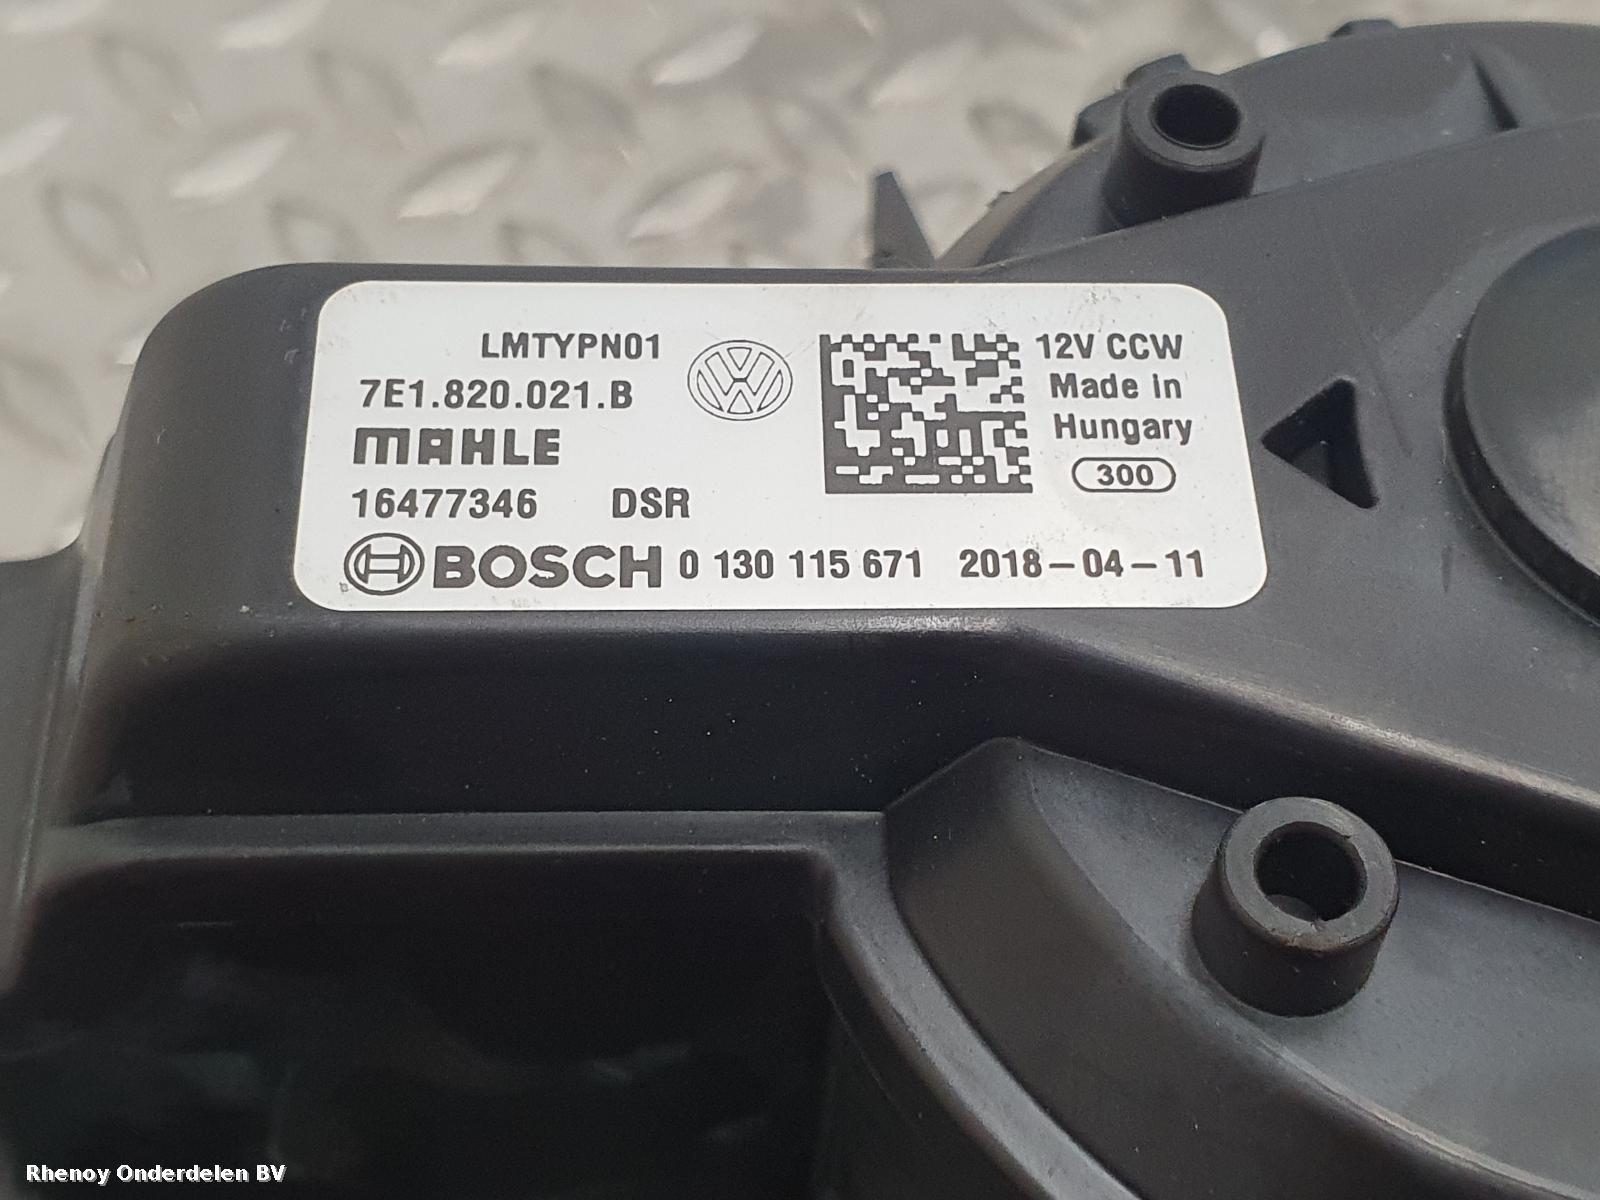 LMTYPN01
7E1.820.021.B
MAHLE
16477346 DSR
12V CCW
Made in
Hungary
300
BOSCH 0 130 115 671 2018-04-11
Rhenoy Onderdelen BV